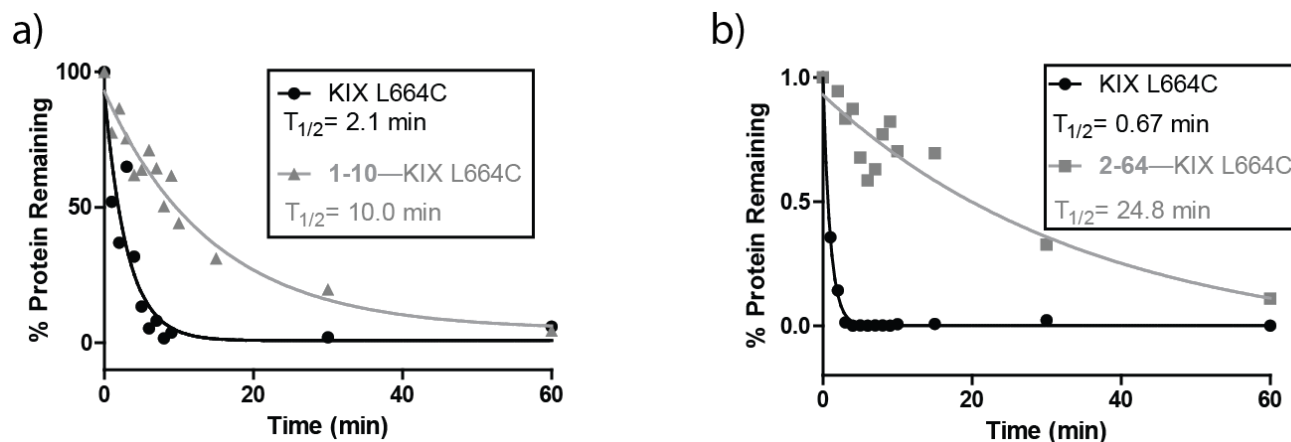 a)
% Protein Remaining
100
50
0
0
20
40
60
Time (min)
KIX L664C
T1/2= 2.1 min
1-10—KIX L664C
T1/2= 10.0 min
b)
% Protein Remaining
1.0
0.5
0.0
0
20
40
60
Time (min)
KIX L664C
T1/2= 0.67 min
2-64—KIX L664C
T1/2= 24.8 min